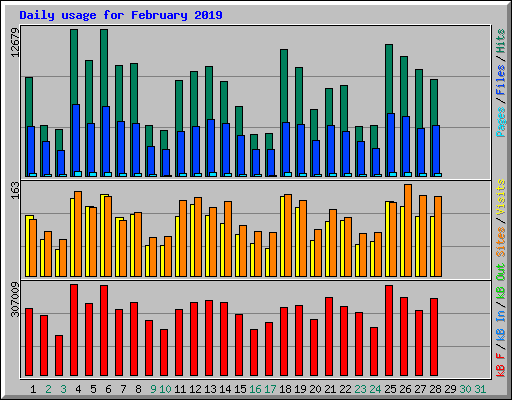 Daily usage for February 2019
12679
Pages / Files / Hits
163
Sites / Visits
307009
kB F / kB In / kB Out
1 2 3 4 5 6 7 8 9 10 11 12 13 14 15 16 17 18 19 20 21 22 23 24 25 26 27 28 29 30 31